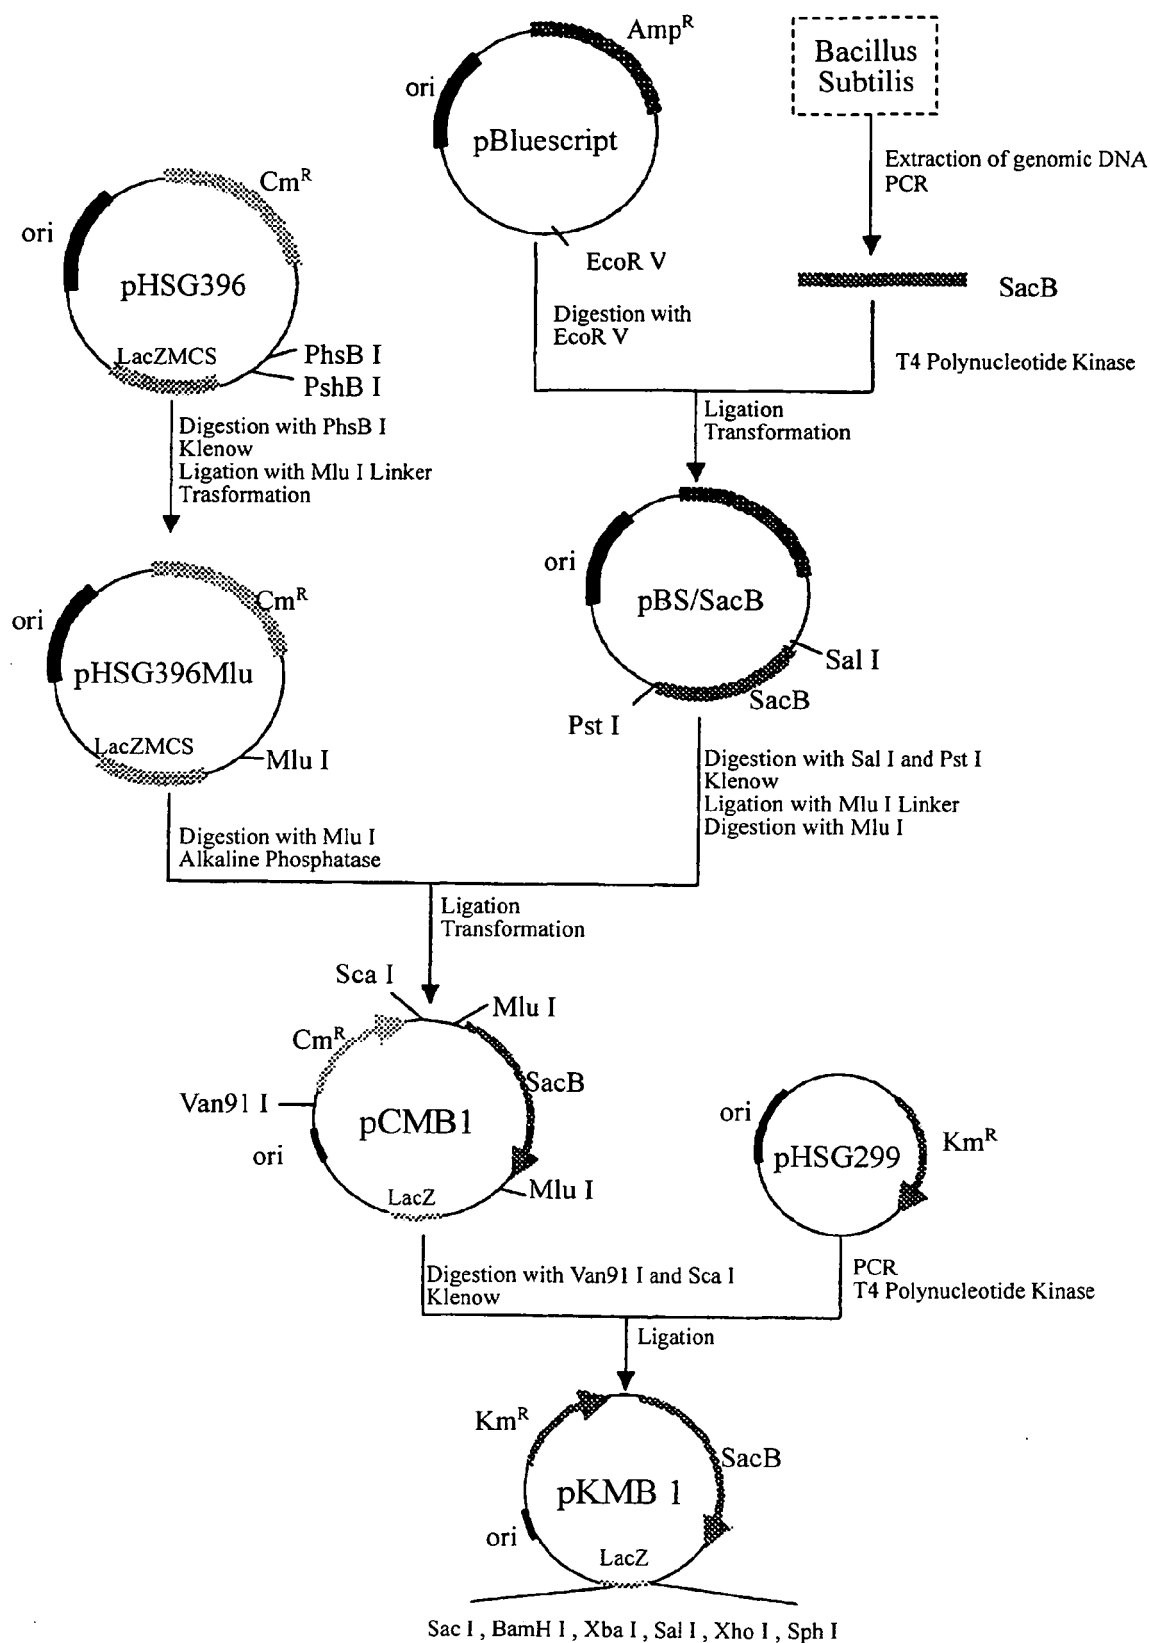 Amp^R
Bacillus
Subtilis
ori
pBluescript
Extraction of genomic DNA
PCR
Cm^R
ori
pHSG396
EcoR V
SacB
Digestion with
EcoR V
T4 Polynucleotide Kinase
LacZMCS
PhsB I
PshB I
Digestion with PhsB I
Klenow
Ligation with Mlu I Linker
Trasformation
Ligation
Transformation
ori
pBS/SacB
Sal I
SacB
Pst I
Cm^R
ori
pHSG396Mlu
LacZMCS
Mlu I
Digestion with Sal I and Pst I
Klenow
Ligation with Mlu I Linker
Digestion with Mlu I
Digestion with Mlu I
Alkaline Phosphatase
Ligation
Transformation
Sca I
Mlu I
Cm^R
SacB
Van91 I
pCMB1
ori
LacZ
Mlu I
ori
pHSG299
Km^R
Digestion with Van91 I and Sca I
Klenow
PCR
T4 Polynucleotide Kinase
Ligation
Km^R
SacB
pKMB 1
ori
LacZ
Sac I , BamH I , Xba I , Sal I , Xho I , Sph I